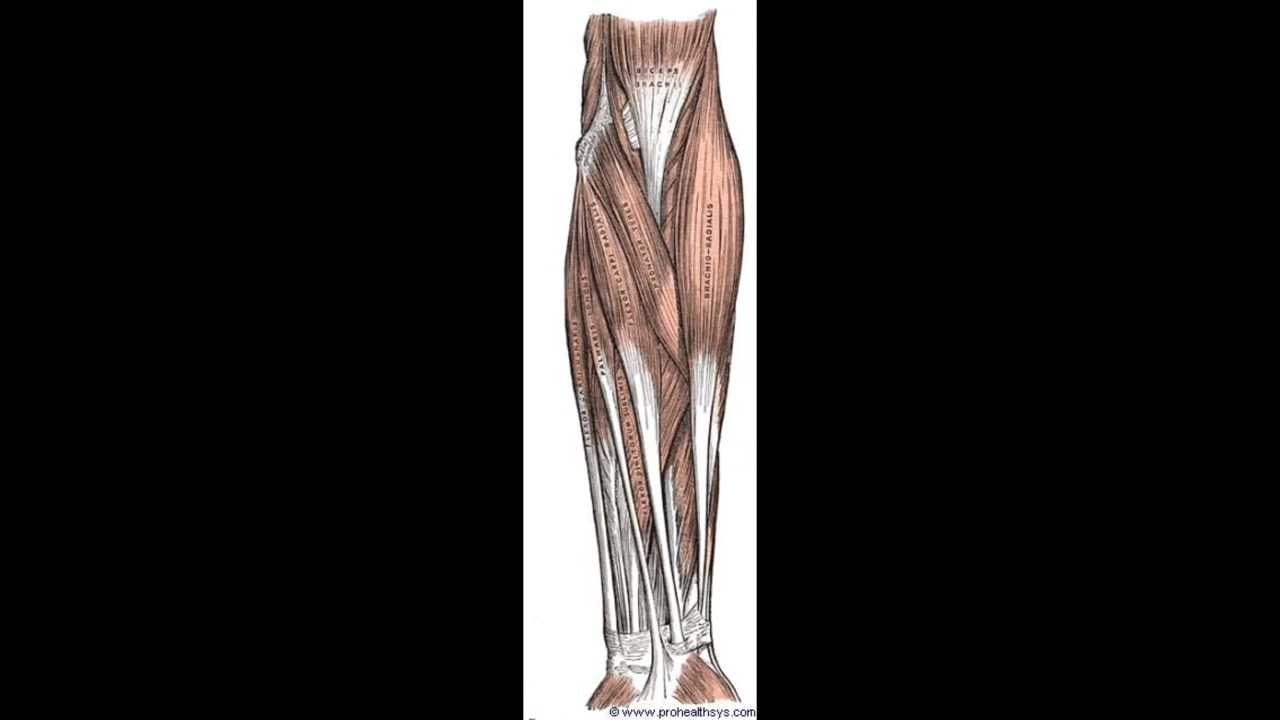 BICEPS
BRACHII
PRONATOR TERES
FLEXOR CARPI RADIALIS
BRACHIO-RADIALIS
PALMARIS LONGUS
FLEXOR CARPI ULNARIS
FLEXOR DIGITORUM SUBLIMIS
© www.prohealthsys.com